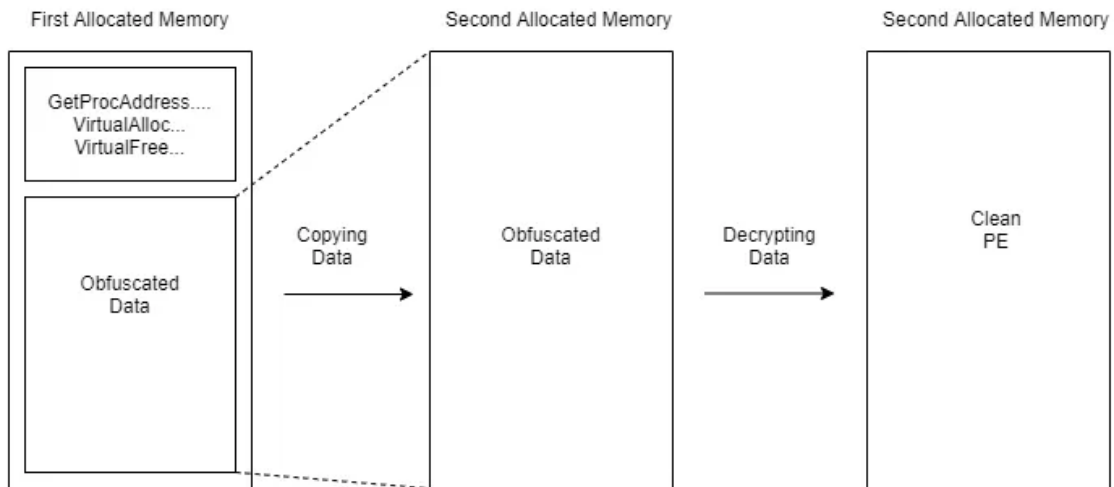 First Allocated Memory
Second Allocated Memory
Second Allocated Memory
GetProcAddress....
VirtualAlloc...
VirtualFree...
Obfuscated
Data
Copying
Data
Obfuscated
Data
Decrypting
Data
Clean
PE